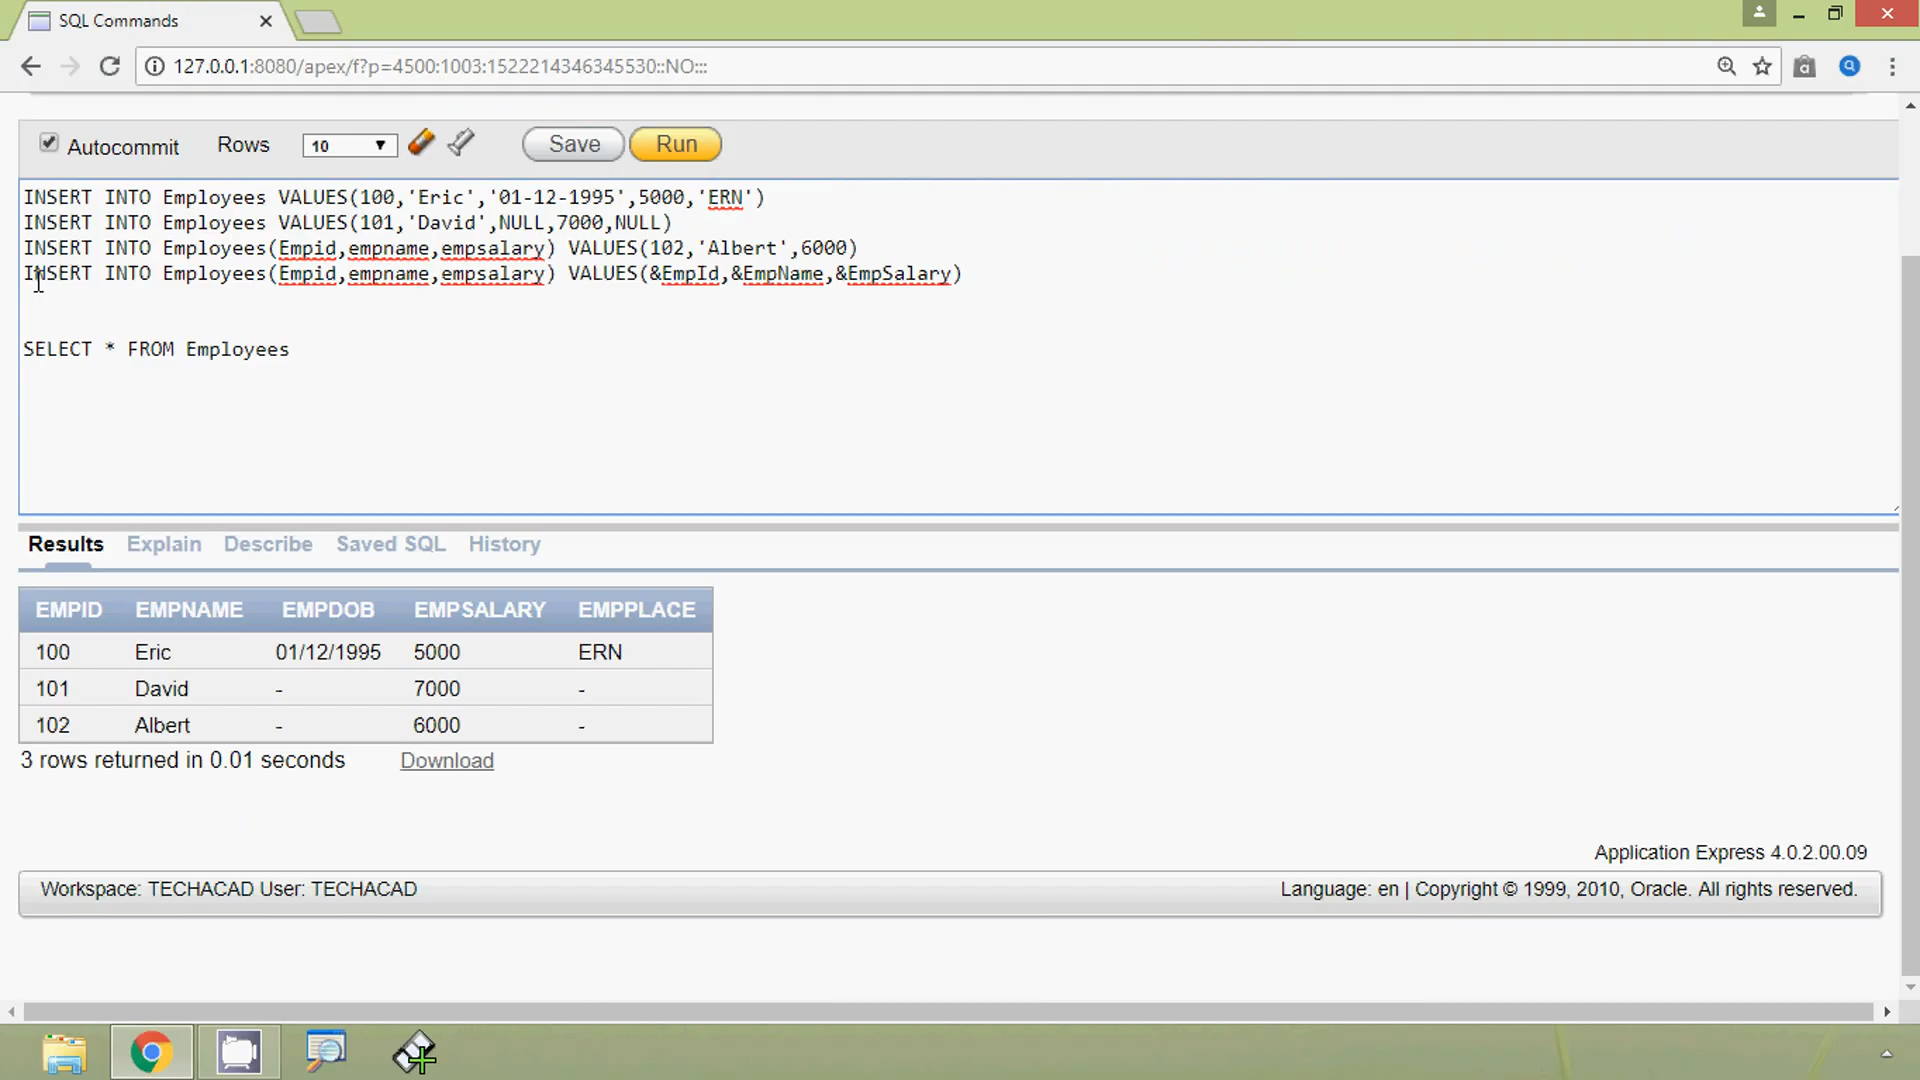 SQL Commands
127.0.0.1:8080/apex/f?p=4500:1003:1522214346345530::NO:::
Autocommit Rows 10 Save Run
INSERT INTO Employees VALUES(100,'Eric','01-12-1995',5000,'ERN')
INSERT INTO Employees VALUES(101,'David',NULL,7000,NULL)
INSERT INTO Employees(Empid,empname,empsalary) VALUES(102,'Albert',6000)
INSERT INTO Employees(Empid,empname,empsalary) VALUES(&EmpId,&EmpName,&EmpSalary)
SELECT * FROM Employees
Results Explain Describe Saved SQL History
EMPID EMPNAME EMPDOB EMPSALARY EMPPLACE
100 Eric 01/12/1995 5000 ERN
101 David - 7000 -
102 Albert - 6000 -
3 rows returned in 0.01 seconds Download
Application Express 4.0.2.00.09
Workspace: TECHACAD User: TECHACAD Language: en | Copyright © 1999, 2010, Oracle. All rights reserved.